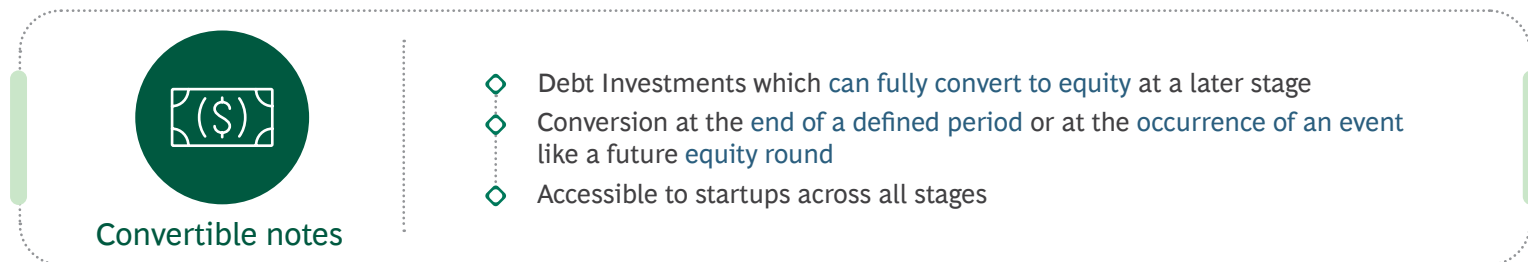 ($)
Convertible notes
Debt Investments which can fully convert to equity at a later stage
Conversion at the end of a defined period or at the occurrence of an event
like a future equity round
Accessible to startups across all stages